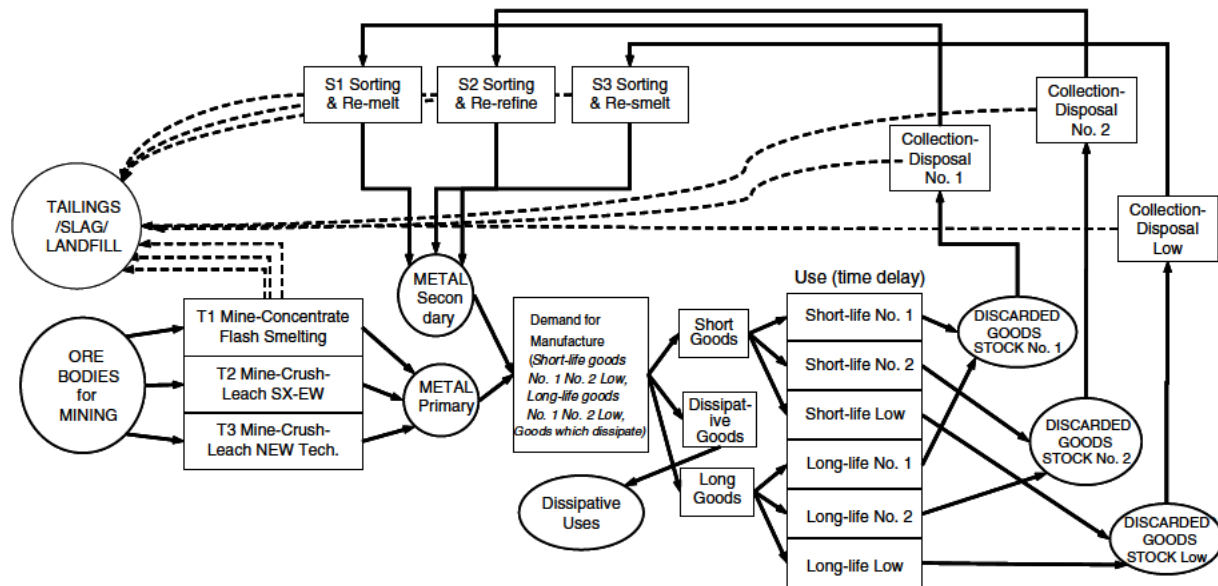 S1 Sorting
& Re-melt
S2 Sorting
& Re-refine
S3 Sorting
& Re-smelt
Collection-
Disposal
No. 2
Collection-
Disposal
No. 1
Collection-
Disposal
Low
TAILINGS
/SLAG/
LANDFILL
METAL
Secon
dary
Use (time delay)
ORE
BODIES
for
MINING
T1 Mine-Concentrate
Flash Smelting
T2 Mine-Crush-
Leach SX-EW
T3 Mine-Crush-
Leach NEW Tech.
METAL
Primary
Demand for
Manufacture
(Short-life goods
No. 1 No. 2 Low,
Long-life goods
No. 1 No. 2 Low,
Goods which dissipate)
Short
Goods
Dissipat-
ive
Goods
Long
Goods
Dissipative
Uses
Short-life No. 1
Short-life No. 2
Short-life Low
Long-life No. 1
Long-life No. 2
Long-life Low
DISCARDED
GOODS
STOCK No. 1
DISCARDED
GOODS
STOCK No. 2
DISCARDED
GOODS
STOCK Low